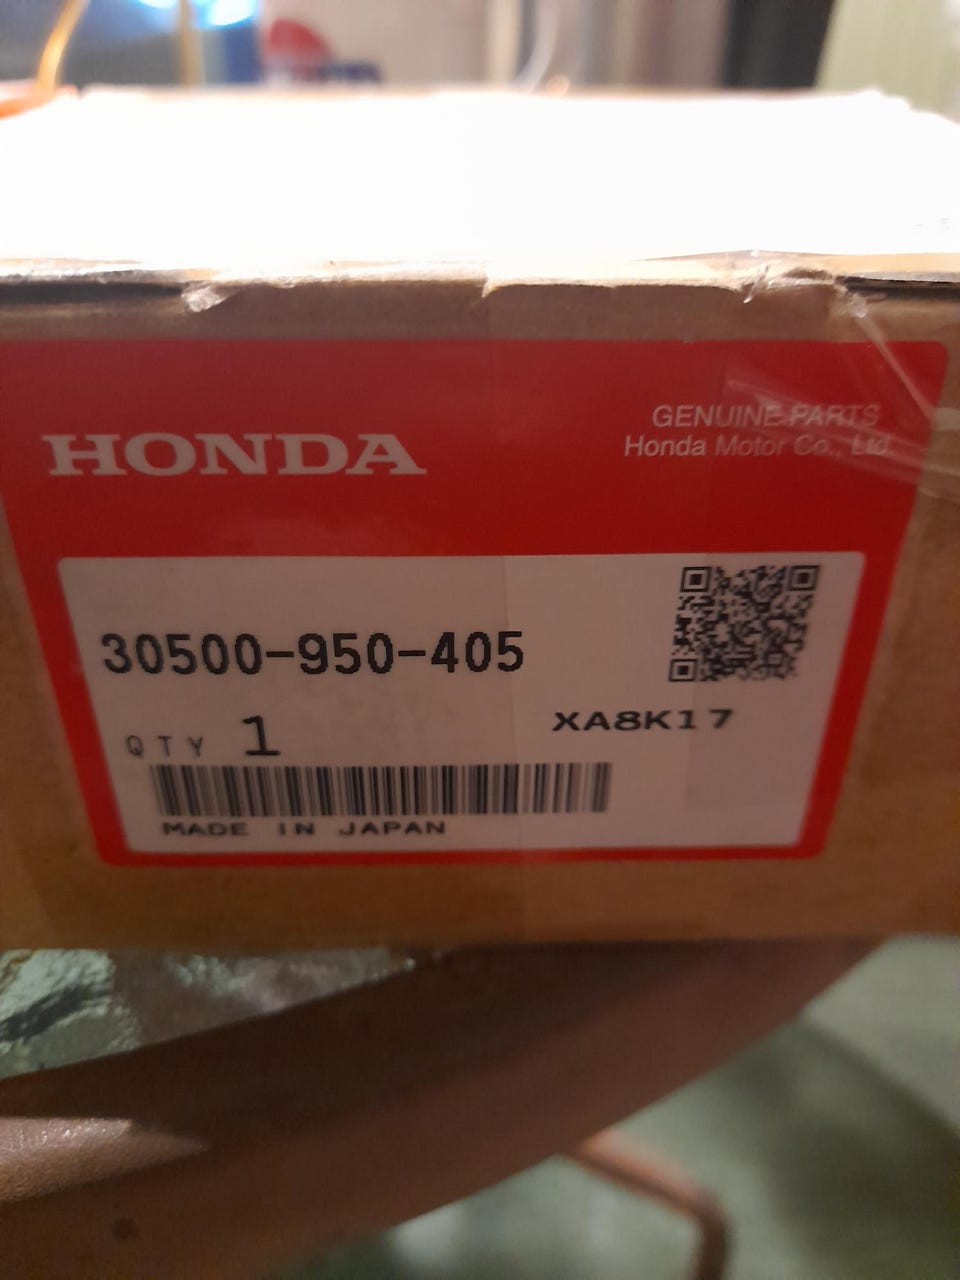 HONDA
GENUINE PARTS
Honda Motor Co., Ltd.
30500-950-405
XA8K17
QTY 1
MADE IN JAPAN